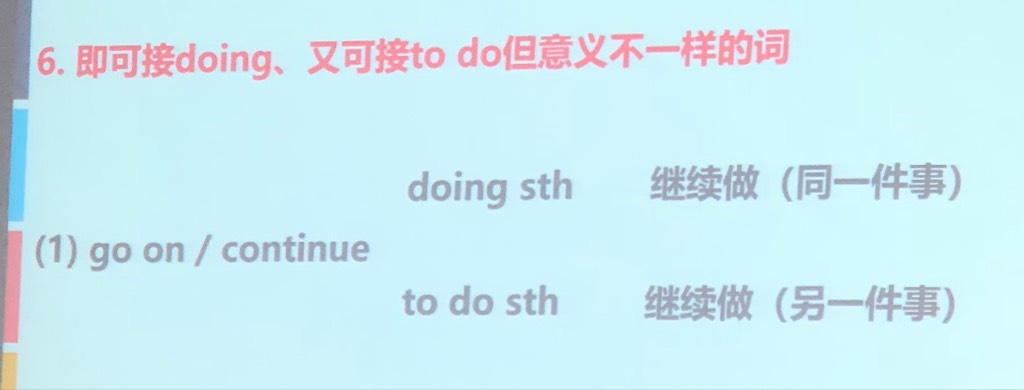 6. 即可接doing、又可接to do但意义不一样的词
doing sth 继续做（同一件事）
(1) go on / continue
to do sth 继续做（另一件事）